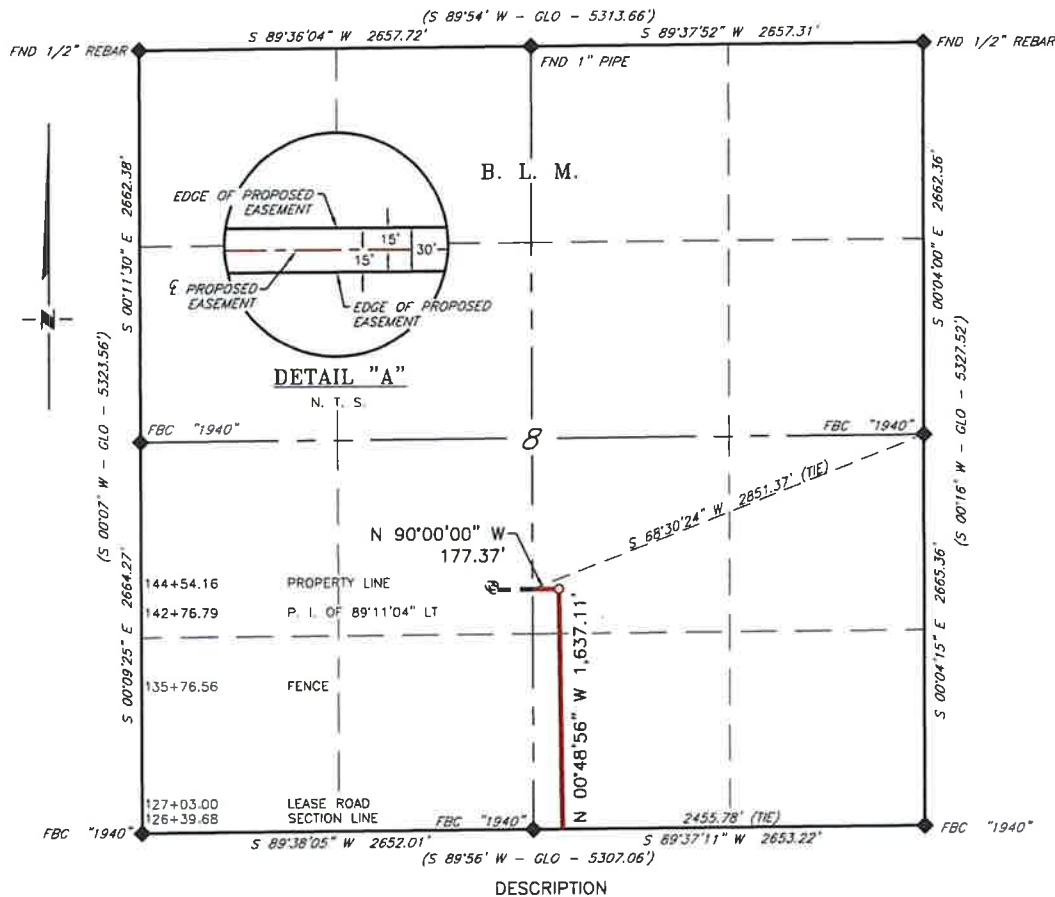 (S 89°54' W - GLO - 5313.66')
S 89°36'04" W 2657.72'
S 89°37'52" W 2657.31'
FND 1/2" REBAR
FND 1" PIPE
FND 1/2" REBAR
B. L. M.
S 00°11'30" E 2662.38'
S 00°04'00" E 2662.36'
EDGE OF PROPOSED
EASEMENT
15'
15'
30'
℄ PROPOSED
EASEMENT
EDGE OF PROPOSED
EASEMENT
N
DETAIL "A"
N. T. S.
(S 00°07' W - GLO - 5323.56')
(S 00°16' W - GLO - 5327.52')
FBC "1940"
8
FBC "1940"
S 68°30'24" W 2851.37' (TIE)
N 90°00'00" W
177.37'
S 00°09'25" E 2664.27'
S 00°04'15" E 2665.36'
144+54.16 PROPERTY LINE
142+76.79 P. I. OF 89°11'04" LT
135+76.56 FENCE
N 00°48'56" W 1,637.11'
127+03.00 LEASE ROAD
126+39.68 SECTION LINE
FBC "1940"
FBC "1940"
2455.78' (TIE)
FBC "1940"
S 89°38'05" W 2652.01'
S 89°37'11" W 2653.22'
(S 89°56' W - GLO - 5307.06')
DESCRIPTION